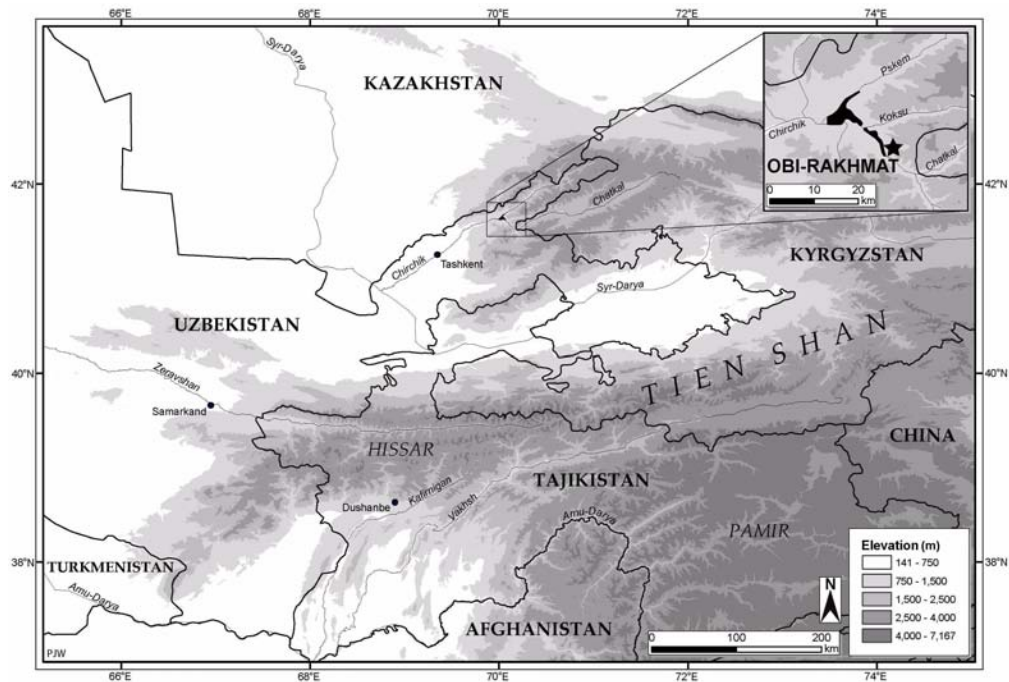 66°E 68°E 70°E 72°E 74°E
Syr-Darya
KAZAKHSTAN
Pskem
Koksu
Chirchik
Chatkal
OBI-RAKHMAT
0 10 20
km
42°N 42°N
Chatkal
Chirchik
Tashkent
KYRGYZSTAN
Syr-Darya
UZBEKISTAN
TIEN SHAN
40°N 40°N
Zeravshan
Samarkand
HISSAR
CHINA
TAJIKISTAN
Kafirnigan
Dushanbe
Vakhsh
Amu-Darya
PAMIR
38°N 38°N
TURKMENISTAN
Amu-Darya
AFGHANISTAN
Elevation (m)
141 - 750
750 - 1,500
1,500 - 2,500
2,500 - 4,000
4,000 - 7,167
N
0 100 200
km
PJW
66°E 68°E 70°E 72°E 74°E